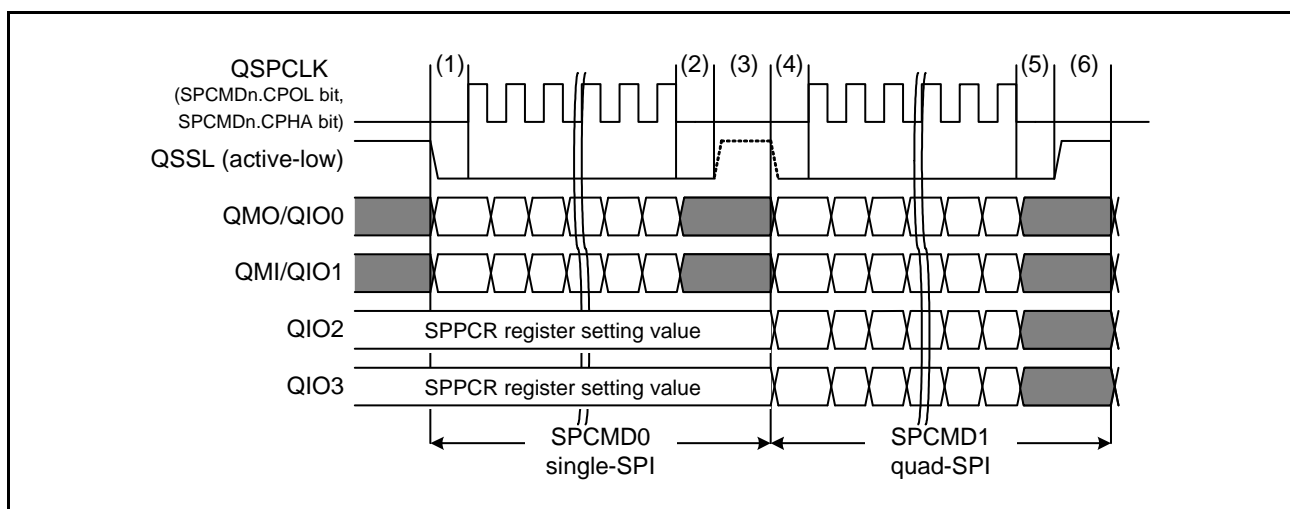 (1) (2) (3) (4) (5) (6)
QSPCLK
(SPCMDn.CPOL bit,
SPCMDn.CPHA bit)
QSSL (active-low)
QMO/QIO0
QMI/QIO1
QIO2 SPPCR register setting value
QIO3 SPPCR register setting value
SPCMD0 SPCMD1
single-SPI quad-SPI